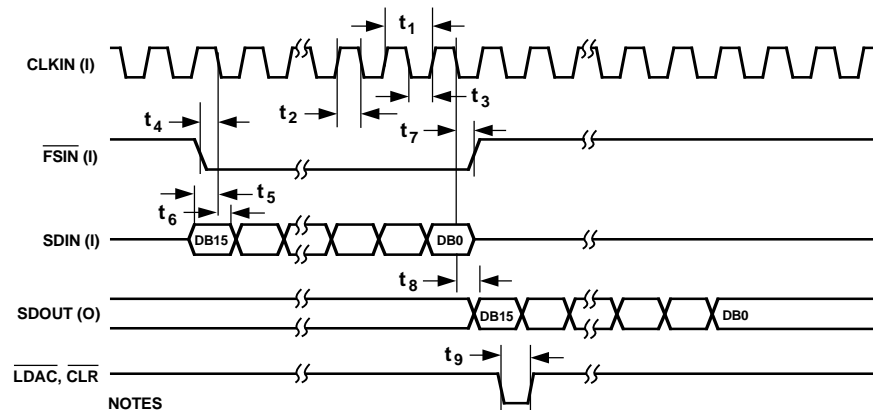 t1
CLKIN (I)
t2
t3
t4
t7
FSIN (I)
t5
t6
SDIN (I)
DB15
DB0
t8
SDOUT (O)
DB15
DB0
t9
LDAC, CLR
NOTES